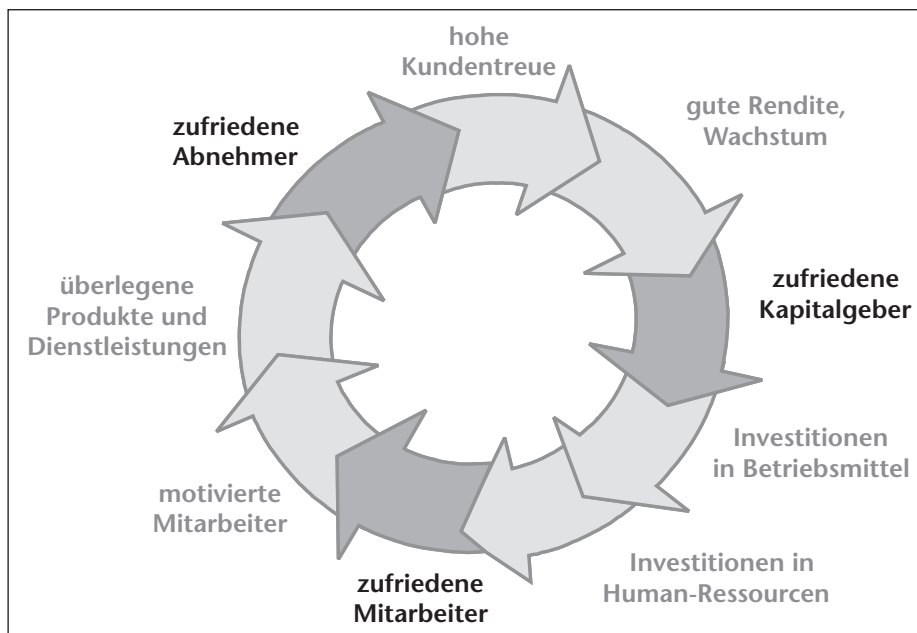 hohe
Kundentreue
gute Rendite,
Wachstum
zufriedene
Kapitalgeber
Investitionen
in Betriebsmittel
Investitionen in
Human-Ressourcen
zufriedene
Mitarbeiter
motivierte
Mitarbeiter
überlegene
Produkte und
Dienstleistungen
zufriedene
Abnehmer